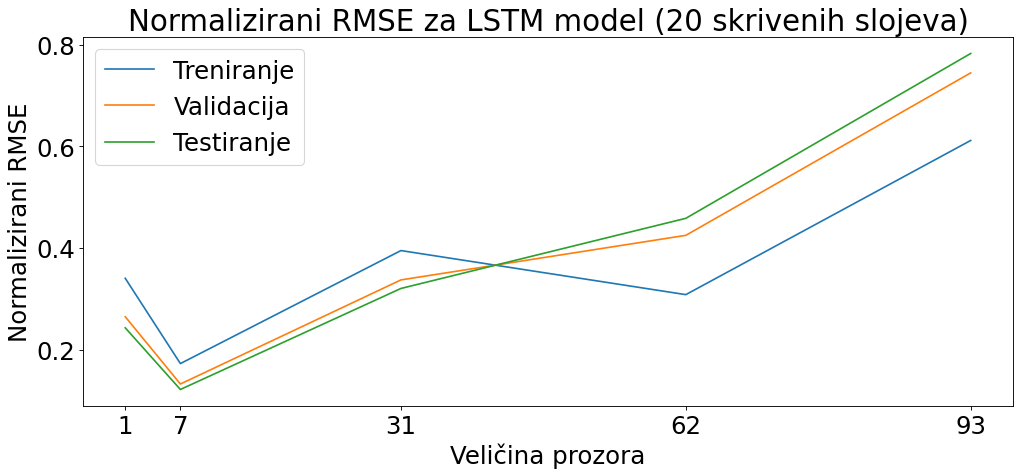 Normalizirani RMSE za LSTM model (20 skrivenih slojeva)
Normalizirani RMSE
0.8
0.6
0.4
0.2
Treniranje
Validacija
Testiranje
1 7 31 62 93
Veličina prozora